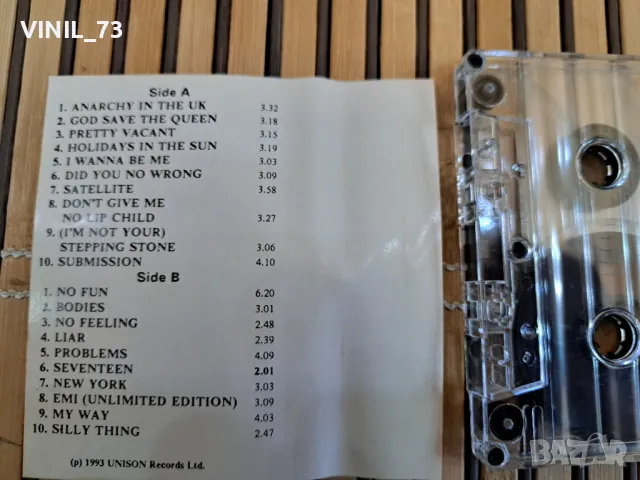 VINIL_73
Side A
1. ANARCHY IN THE UK 3.32
2. GOD SAVE THE QUEEN 3.18
3. PRETTY VACANT 3.15
4. HOLIDAYS IN THE SUN 3.19
5. I WANNA BE ME 3.03
6. DID YOU NO WRONG 3.09
7. SATELLITE 3.58
8. DON'T GIVE ME
NO LIP CHILD 3.27
9. (I'M NOT YOUR)
STEPPING STONE 3.06
10. SUBMISSION 4.10
Side B
1. NO FUN 6.20
2. BODIES 3.01
3. NO FEELING 2.48
4. LIAR 2.39
5. PROBLEMS 4.09
6. SEVENTEEN 2.01
7. NEW YORK 3.03
8. EMI (UNLIMITED EDITION) 3.09
9. MY WAY 4.03
10. SILLY THING 2.47
(p) 1993 UNISON Records Ltd.
BAZAR
bg